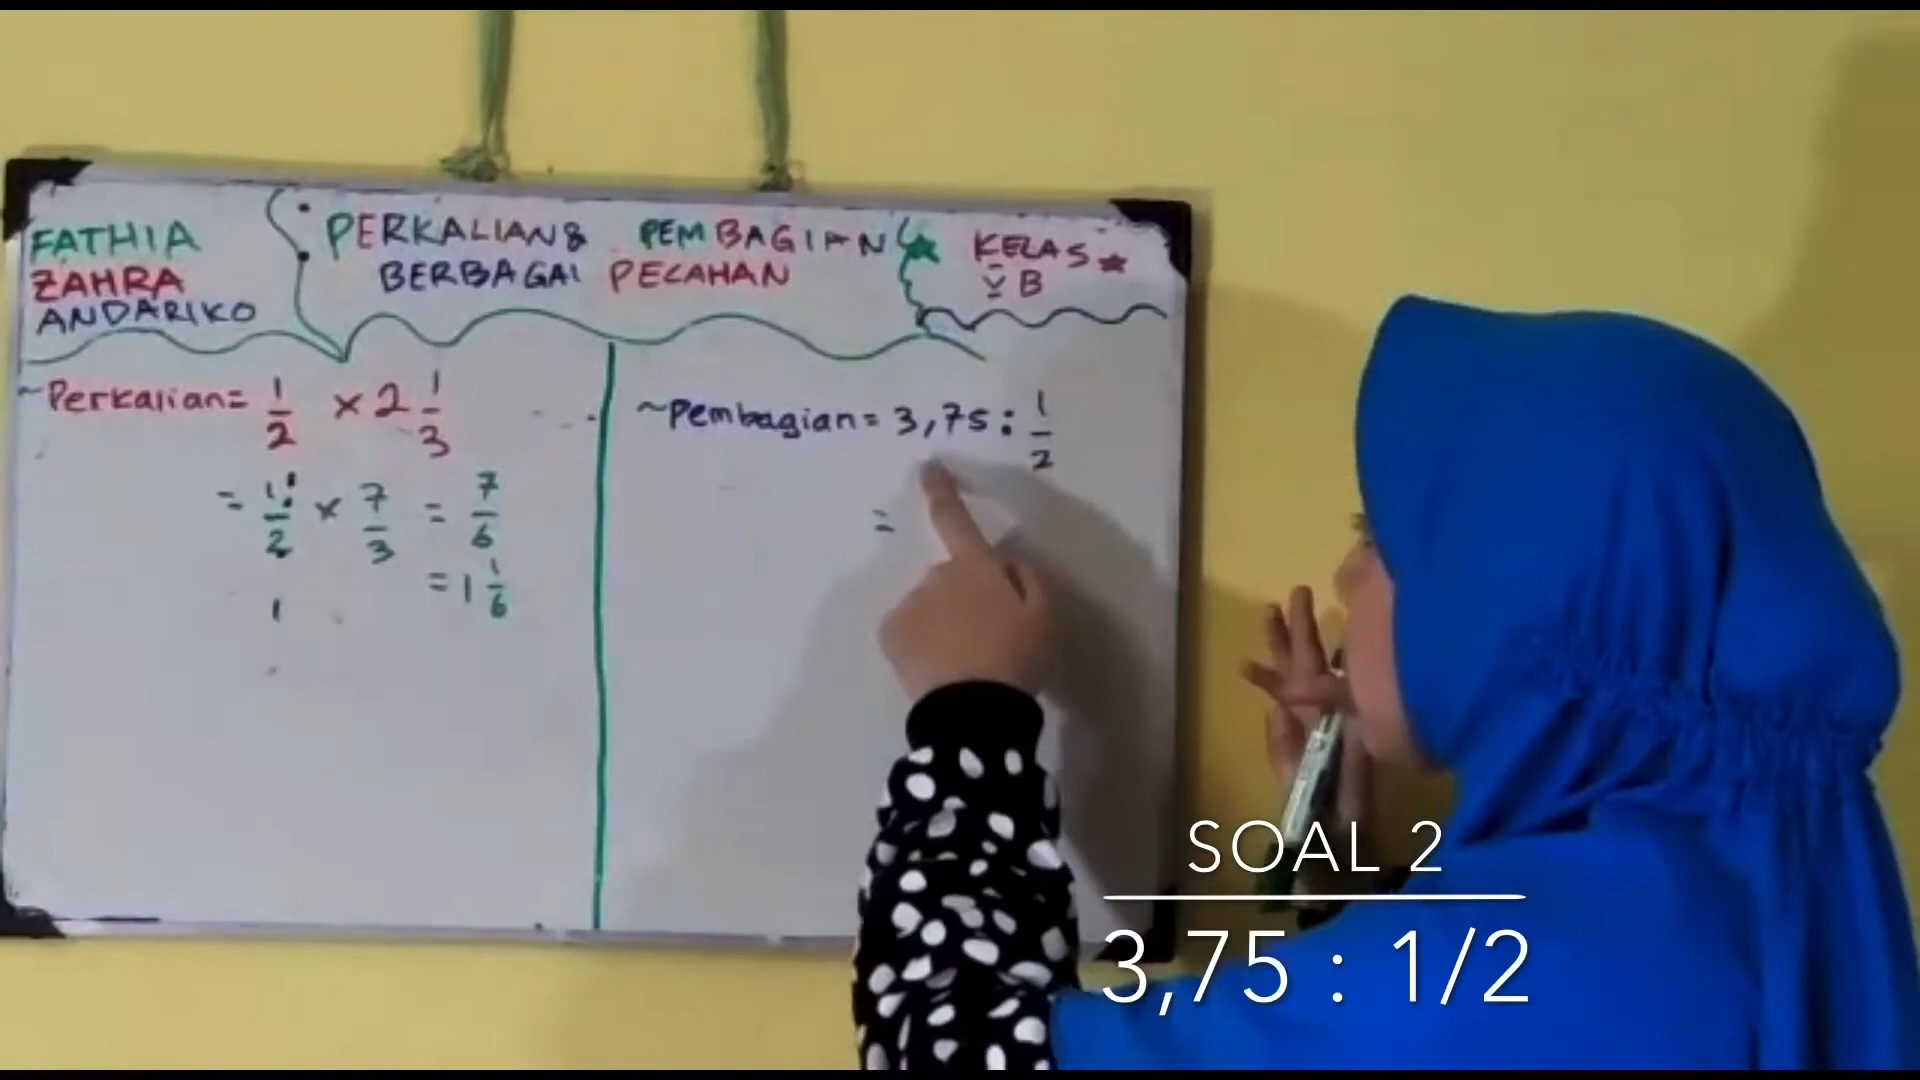 FATHIA
ZAHRA
ANDARIKO
• PERKALIAN & PEMBAGIAN
• BERBAGAI PECAHAN
KELAS
V B
~Perkalian= 1/2 × 2 1/3
= 1/2 × 7/3 = 7/6
= 1 1/6
1
~Pembagian= 3,75 : 1/2
=
SOAL 2
3,75 : 1/2